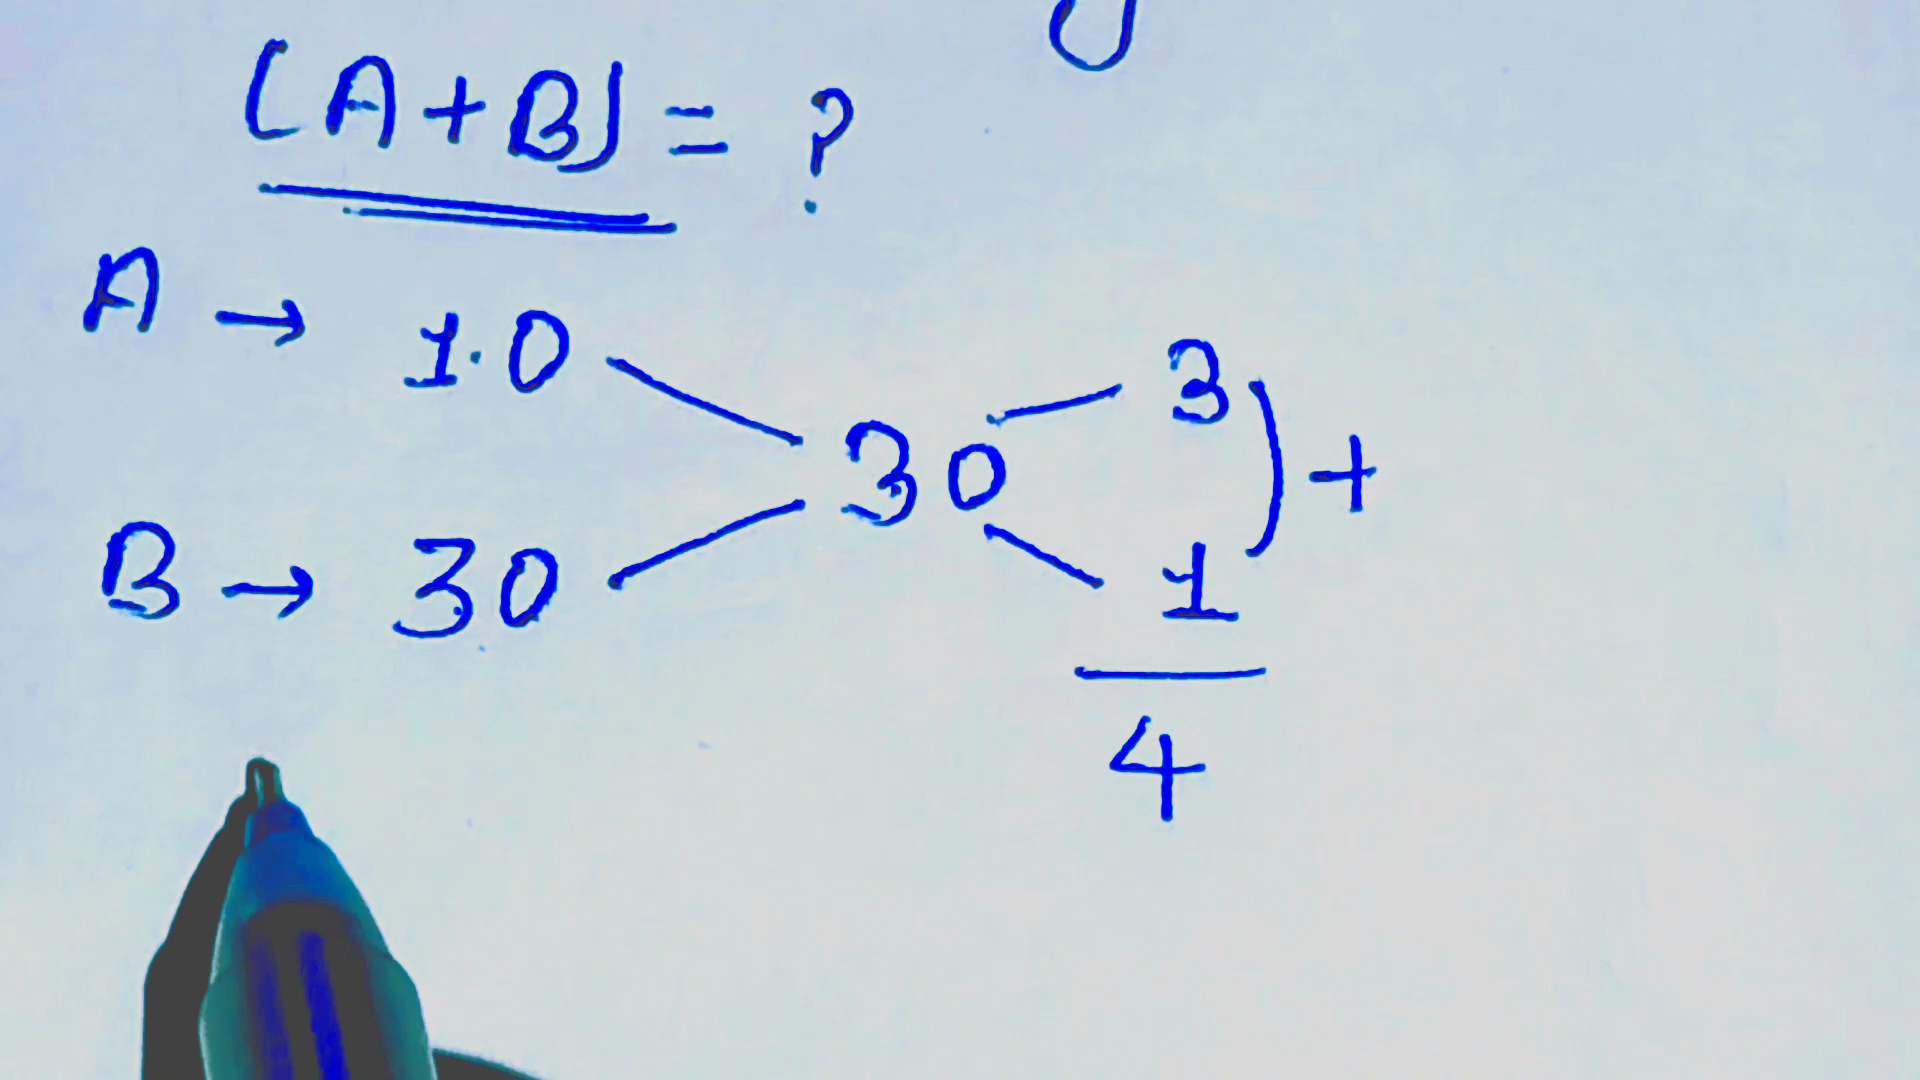 (A+B) = ?
A → 10
3
30
) +
B → 30
1
4